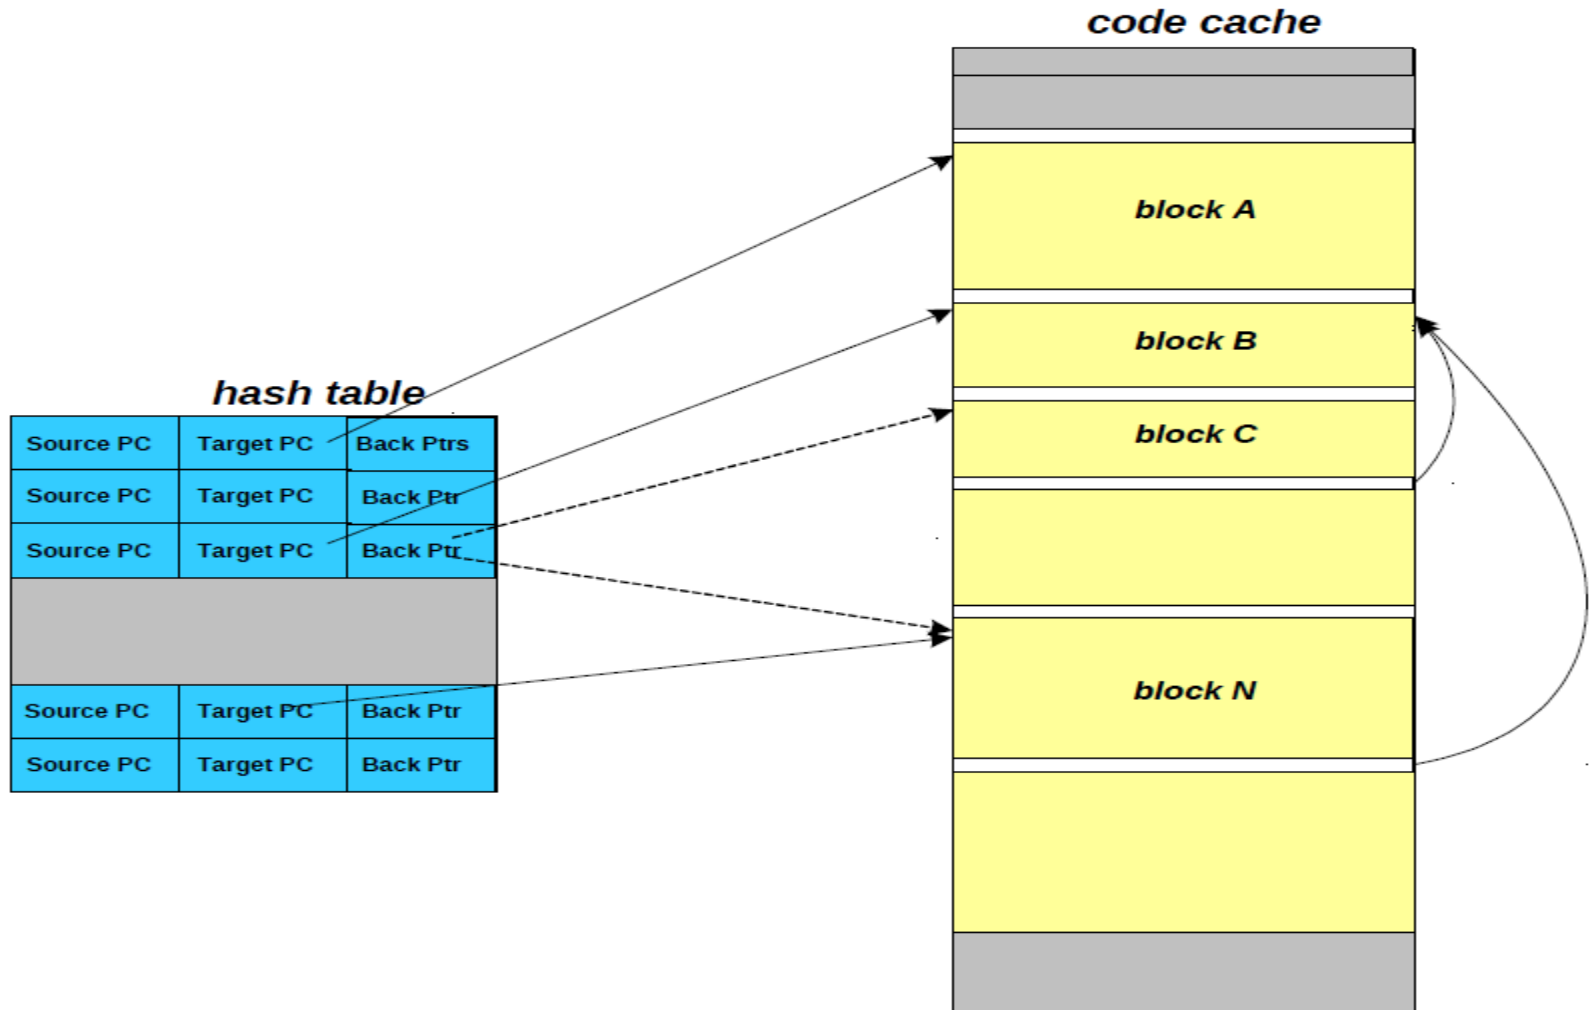 code cache
block A
block B
block C
block N
hash table
Source PC Target PC Back Ptrs
Source PC Target PC Back Ptr
Source PC Target PC Back Ptr
Source PC Target PC Back Ptr
Source PC Target PC Back Ptr